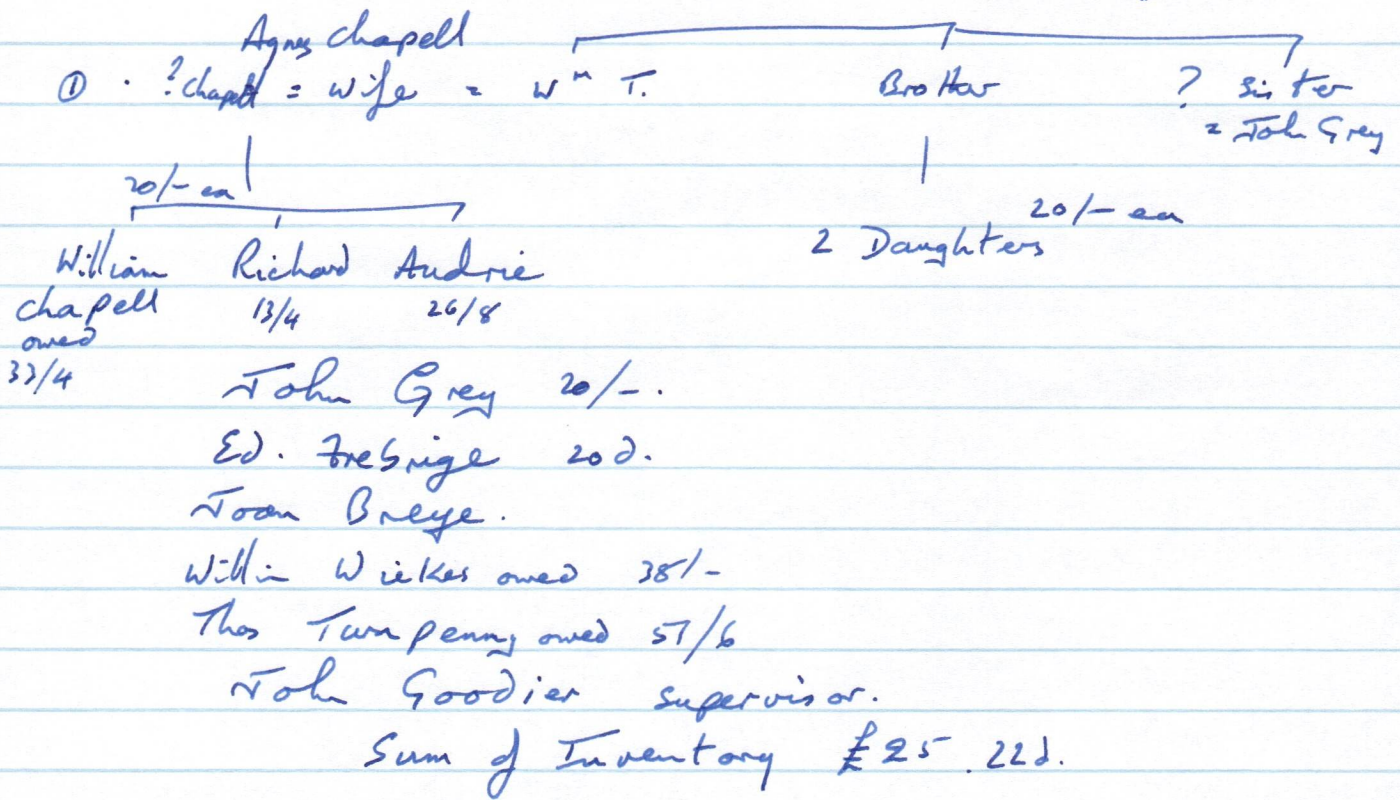 Agnes Chapell
① . ? Chapell = Wife = Wm T. Brother ? Sister
= John Grey
20/- ea
20/- ea
2 Daughters
William Richard Audrie
Chapell 13/4 26/8
owed
33/4
John Grey 20/-.
Ed. 20d.
Joan Breye.
Willm Wickes owed 38/-
Thos Turnpenny owed 57/6
John Goodier supervisor.
Sum of Inventory £25 . 22d.